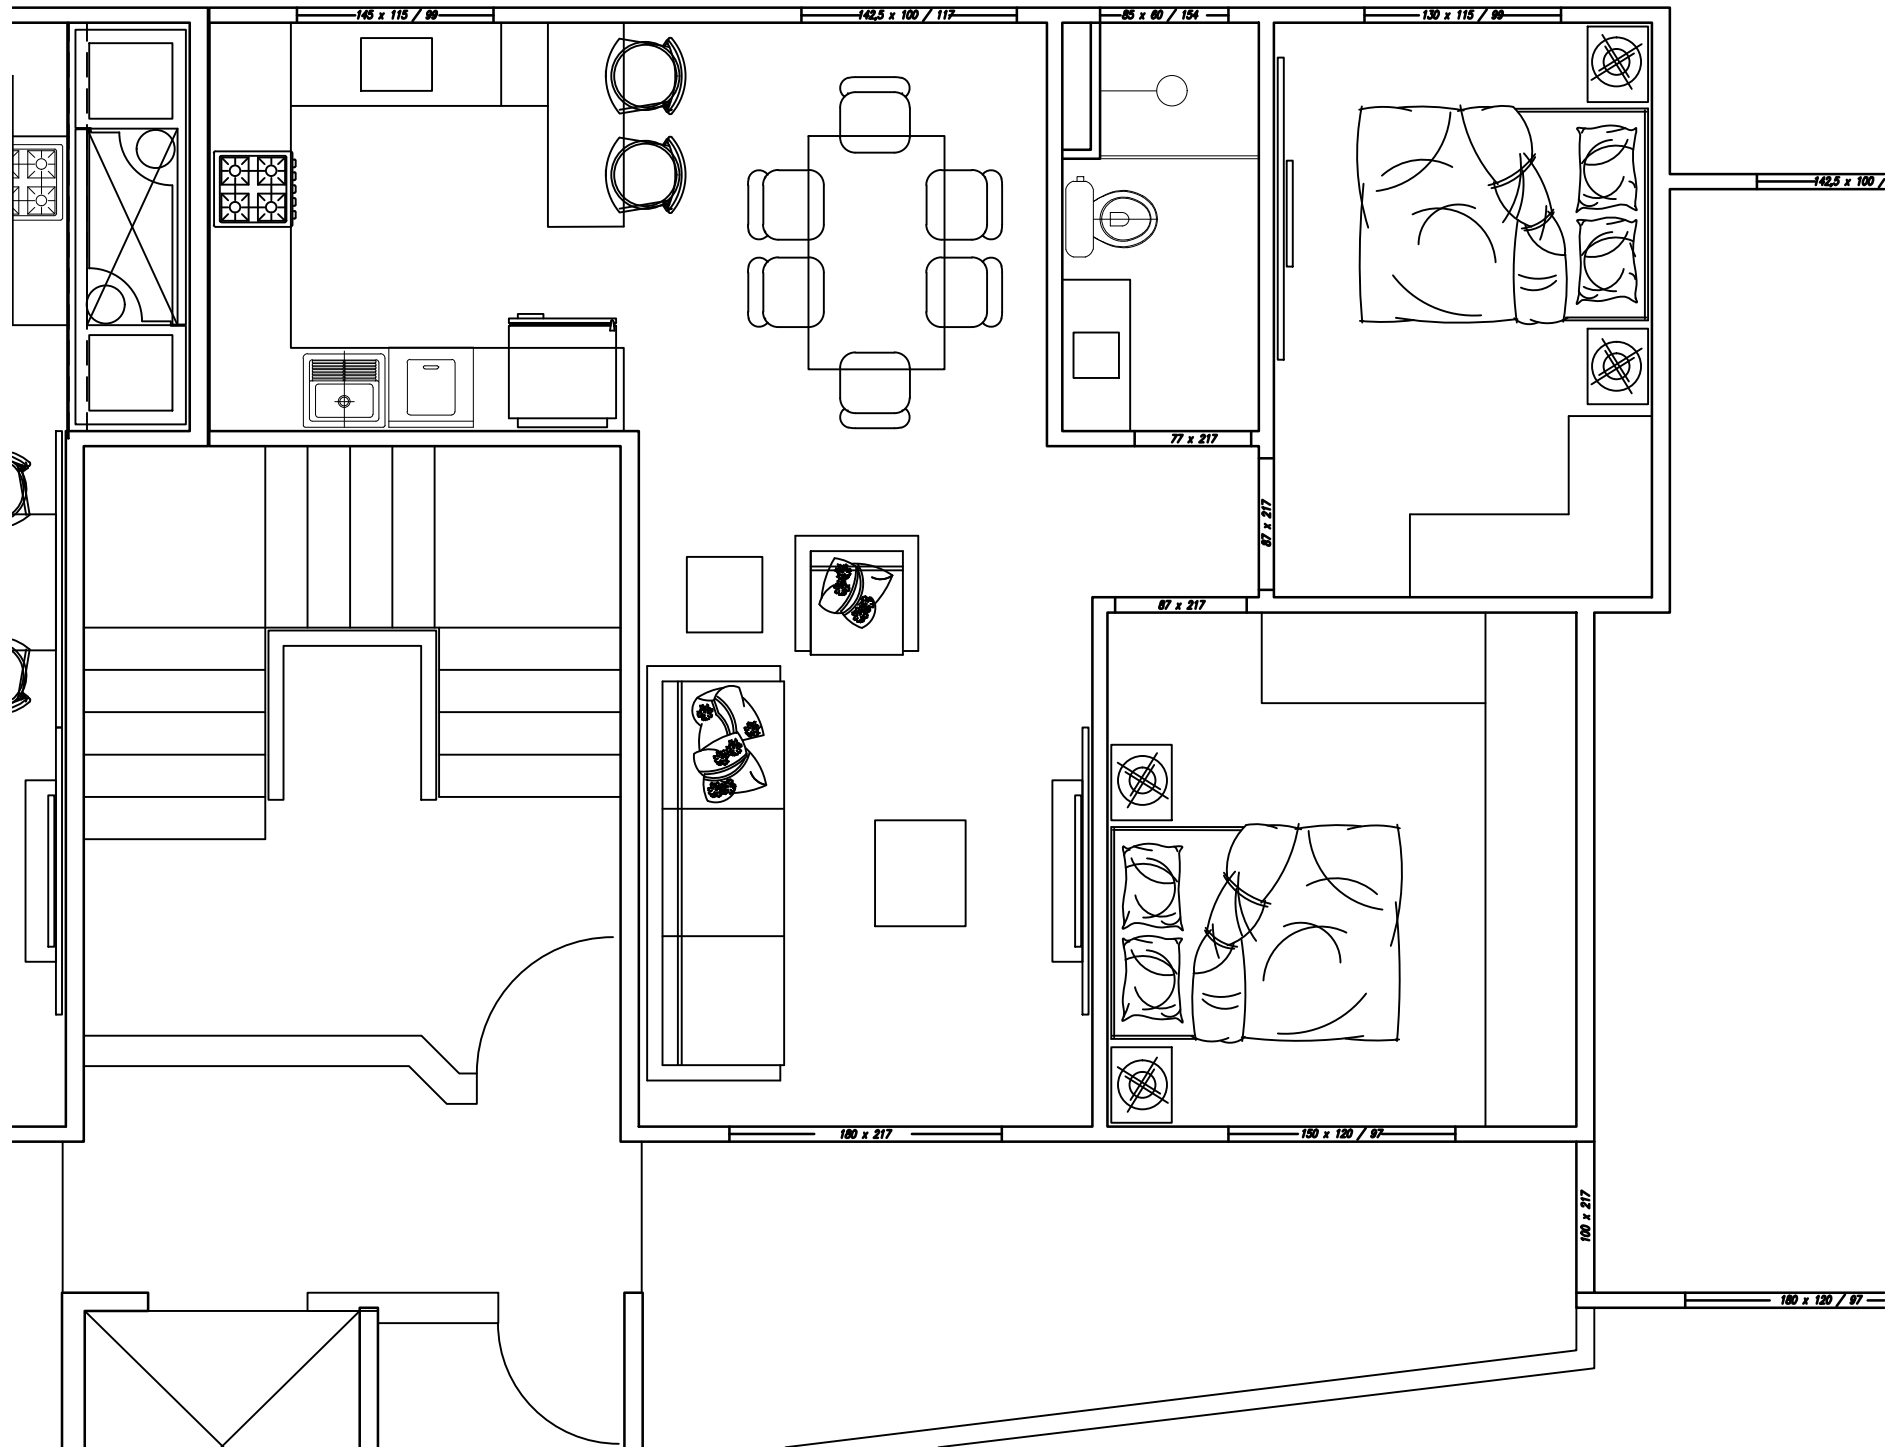 145 x 115 / 99
142,5 x 100 / 117
85 x 60 / 154
130 x 115 / 99
142,5 x 100 /
77 x 217
87 x 217
87 x 217
180 x 217
150 x 120 / 97
100 x 217
180 x 120 / 97